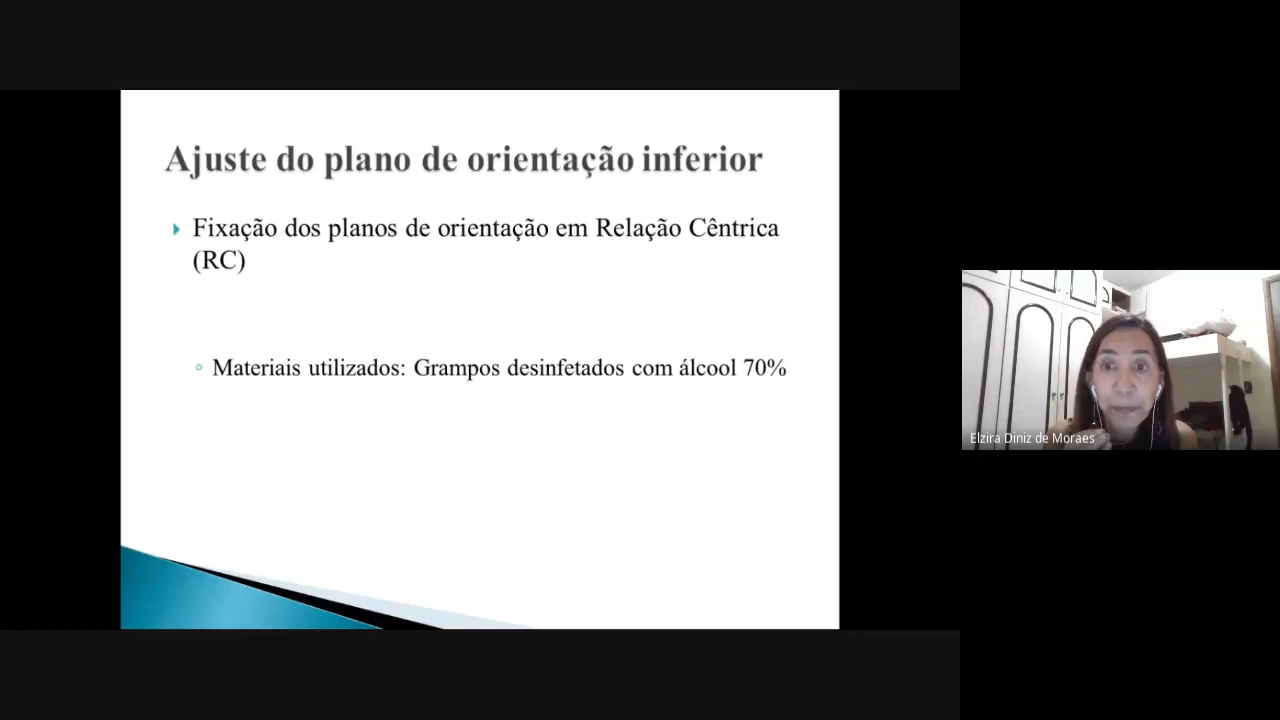 Ajuste do plano de orientação inferior
Fixação dos planos de orientação em Relação Cêntrica
(RC)
Materiais utilizados: Grampos desinfetados com álcool 70%
Elzira Diniz de Moraes